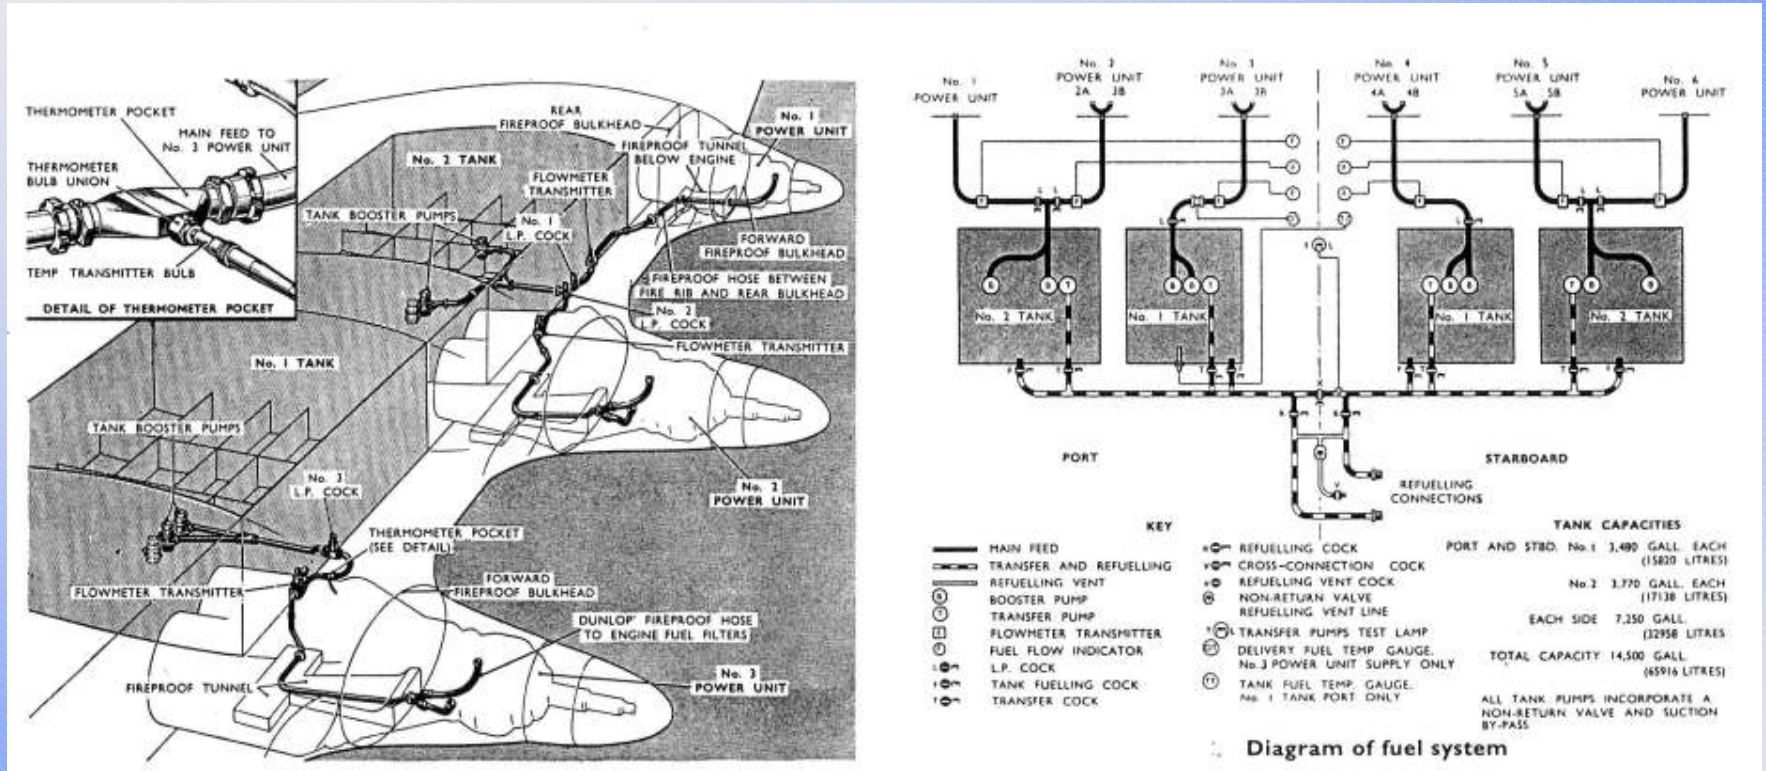 THERMOMETER POCKET
MAIN FEED TO
No. 3 POWER UNIT
THERMOMETER
BULB UNION
TEMP TRANSMITTER BULB
DETAIL OF THERMOMETER POCKET
REAR
FIREPROOF BULKHEAD
No. 1
POWER UNIT
FIREPROOF TUNNEL
BELOW ENGINE
No. 2 TANK
FLOWMETER
TRANSMITTER
TANK BOOSTER PUMPS
No. 1
L.P. COCK
FORWARD
FIREPROOF BULKHEAD
FIREPROOF HOSE BETWEEN
FIRE RIB AND REAR BULKHEAD
No. 2
L.P. COCK
FLOWMETER TRANSMITTER
No. 1 TANK
TANK BOOSTER PUMPS
No. 3
L.P. COCK
No. 2
POWER UNIT
THERMOMETER POCKET
(SEE DETAIL)
FLOWMETER TRANSMITTER
FORWARD
FIREPROOF BULKHEAD
DUNLOP' FIREPROOF HOSE
TO ENGINE FUEL FILTERS
FIREPROOF TUNNEL
No. 3
POWER UNIT
No. 1
POWER UNIT
No. 2
POWER UNIT
2A 2B
No. 3
POWER UNIT
3A 3B
No. 4
POWER UNIT
4A 4B
No. 5
POWER UNIT
5A 5B
No. 6
POWER UNIT
No. 2 TANK
No. 1 TANK
No. 1 TANK
No. 2 TANK
PORT
STARBOARD
REFUELLING
CONNECTIONS
KEY
MAIN FEED
TRANSFER AND REFUELLING
REFUELLING VENT
BOOSTER PUMP
TRANSFER PUMP
FLOWMETER TRANSMITTER
FUEL FLOW INDICATOR
L.P. COCK
TANK FUELLING COCK
TRANSFER COCK
REFUELLING COCK
CROSS-CONNECTION COCK
REFUELLING VENT COCK
NON-RETURN VALVE
REFUELLING VENT LINE
TRANSFER PUMPS TEST LAMP
DELIVERY FUEL TEMP GAUGE.
No. 3 POWER UNIT SUPPLY ONLY
TANK FUEL TEMP. GAUGE.
No. 1 TANK PORT ONLY
TANK CAPACITIES
PORT AND STBD. No. 1 3,480 GALL. EACH
(15820 LITRES)
No. 2 3,770 GALL. EACH
(17138 LITRES)
EACH SIDE 7,250 GALL.
(32958 LITRES
TOTAL CAPACITY 14,500 GALL.
(65916 LITRES)
ALL TANK PUMPS INCORPORATE A
NON-RETURN VALVE AND SUCTION
BY-PASS
Diagram of fuel system